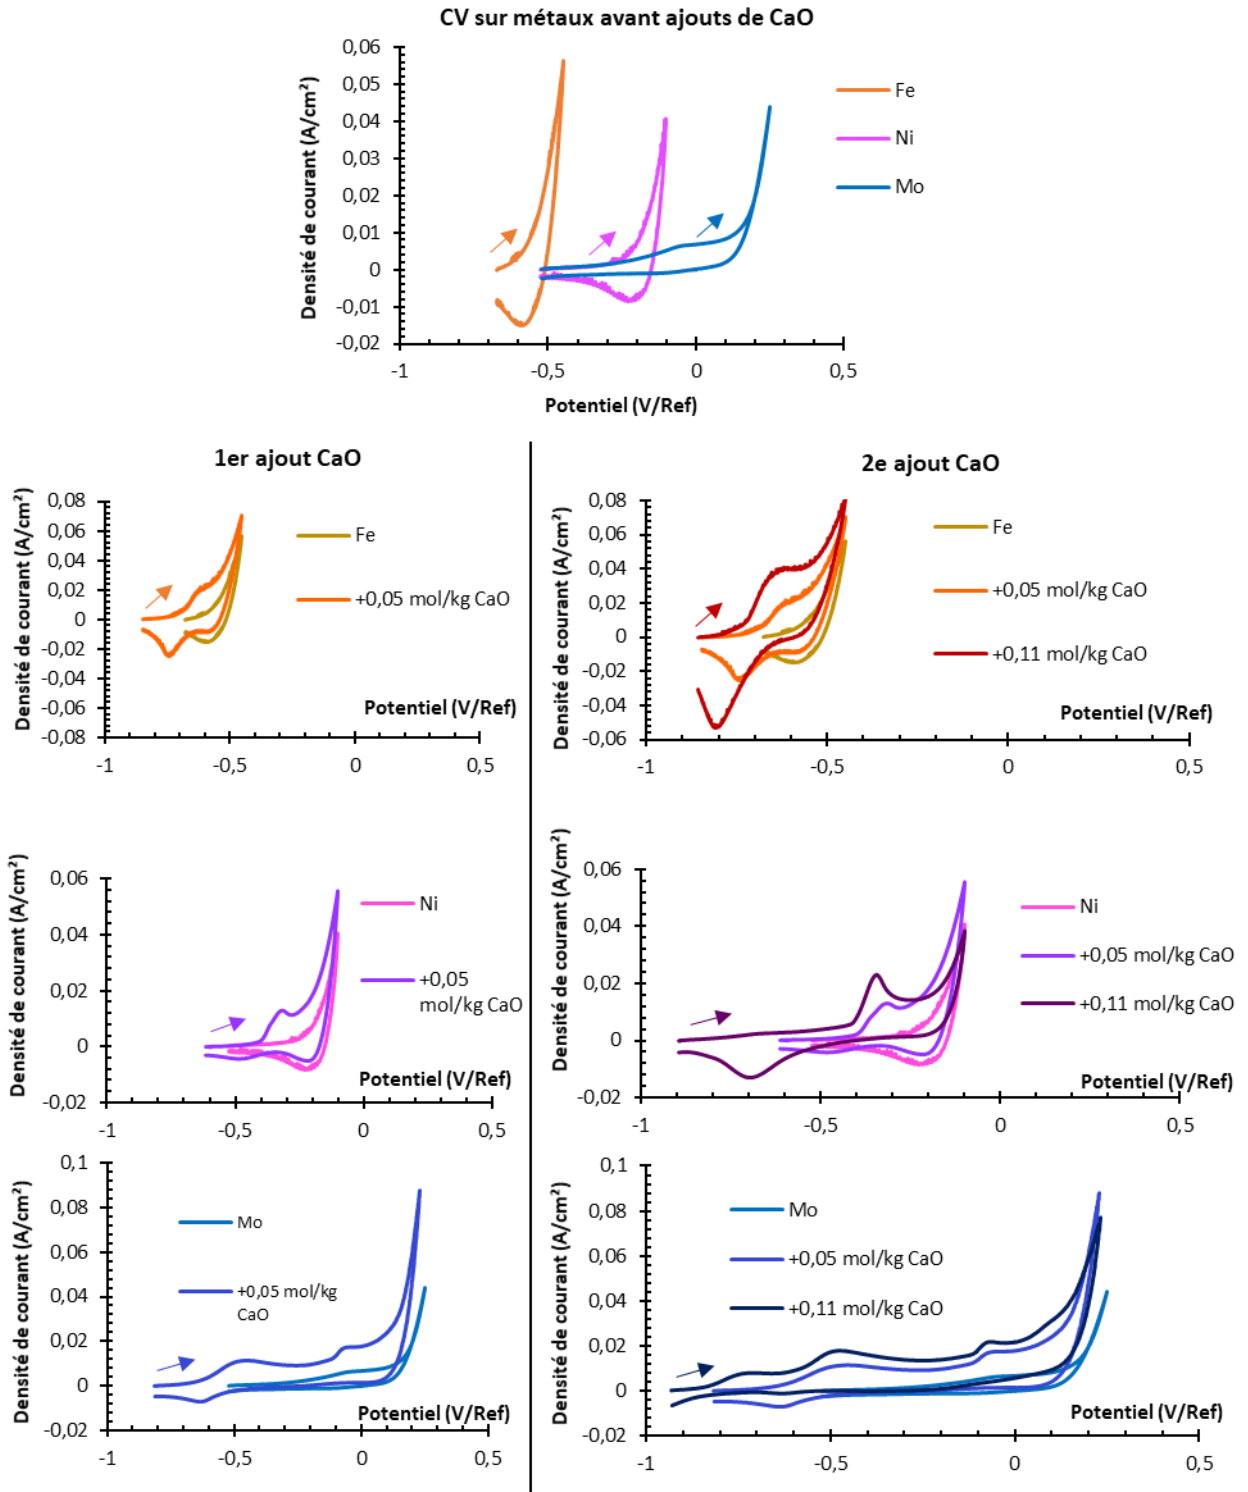 CV sur métaux avant ajouts de CaO
Densité de courant (A/cm²)
0,06
0,05
0,04
0,03
0,02
0,01
0
-0,01
-0,02
-1
-0,5
0
0,5
Potentiel (V/Ref)
Fe
Ni
Mo
1er ajout CaO
Densité de courant (A/cm²)
0,08
0,06
0,04
0,02
0
-0,02
-0,04
-0,06
-0,08
-1
-0,5
0
0,5
Potentiel (V/Ref)
Fe
+0,05 mol/kg CaO
Densité de courant (A/cm²)
0,06
0,04
0,02
0
-0,02
-1
-0,5
0
0,5
Potentiel (V/Ref)
Ni
+0,05
mol/kg CaO
Densité de courant (A/cm²)
0,1
0,08
0,06
0,04
0,02
0
-0,02
-1
-0,5
0
0,5
Potentiel (V/Ref)
Mo
+0,05 mol/kg
CaO
2e ajout CaO
Densité de courant (A/cm²)
0,08
0,06
0,04
0,02
0
-0,02
-0,04
-0,06
-1
-0,5
0
0,5
Potentiel (V/Ref)
Fe
+0,05 mol/kg CaO
+0,11 mol/kg CaO
Densité de courant (A/cm²)
0,06
0,04
0,02
0
-0,02
-1
-0,5
0
0,5
Potentiel (V/Ref)
Ni
+0,05 mol/kg CaO
+0,11 mol/kg CaO
Densité de courant (A/cm²)
0,1
0,08
0,06
0,04
0,02
0
-0,02
-1
-0,5
0
0,5
Potentiel (V/Ref)
Mo
+0,05 mol/kg CaO
+0,11 mol/kg CaO